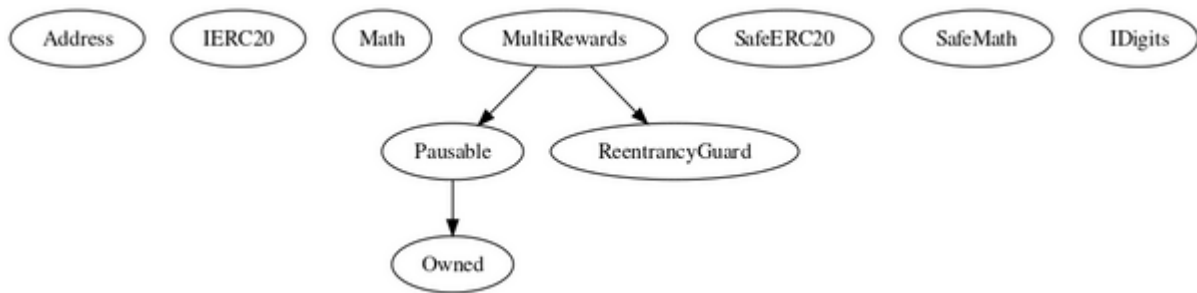 Address
IERC20
Math
MultiRewards
SafeERC20
SafeMath
IDigits
Pausable
ReentrancyGuard
Owned